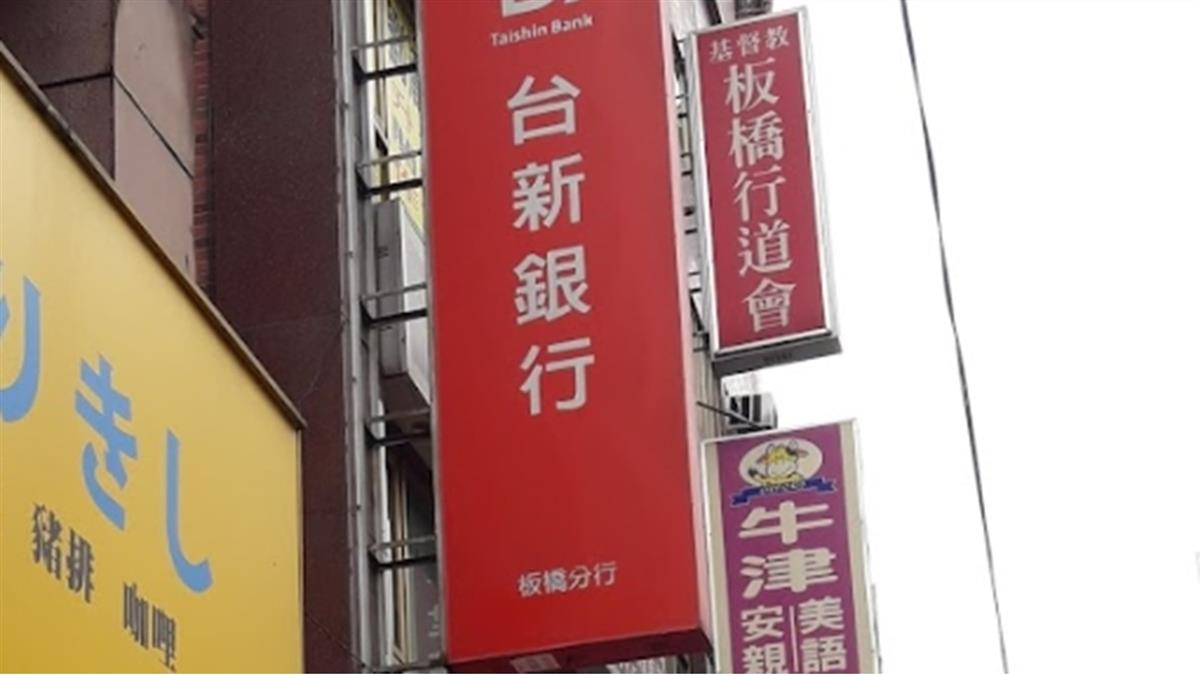 Taishin Bank
台新銀行
板橋分行
基督教
板橋行道會
牛津
美語
安親
きし
豬排 咖哩